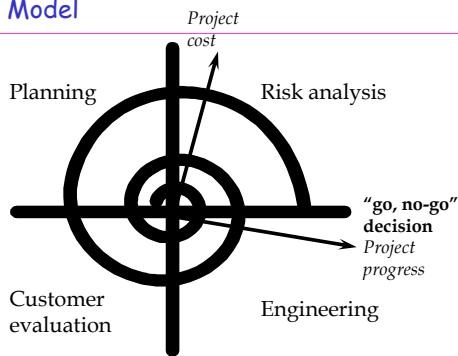 Model
Project
cost
Planning
Risk analysis
“go, no-go”
decision
Project
progress
Customer
evaluation
Engineering